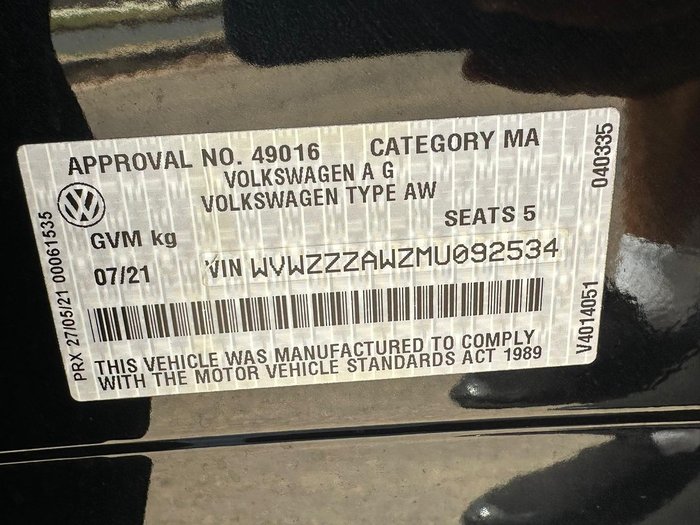 APPROVAL NO. 49016 CATEGORY MA
VOLKSWAGEN A G
VOLKSWAGEN TYPE AW
SEATS 5
GVM kg
07/21 VIN WVWZZZAWZMU092534
THIS VEHICLE WAS MANUFACTURED TO COMPLY
WITH THE MOTOR VEHICLE STANDARDS ACT 1989
PRX 27/05/21 00061535
040335
V4014051